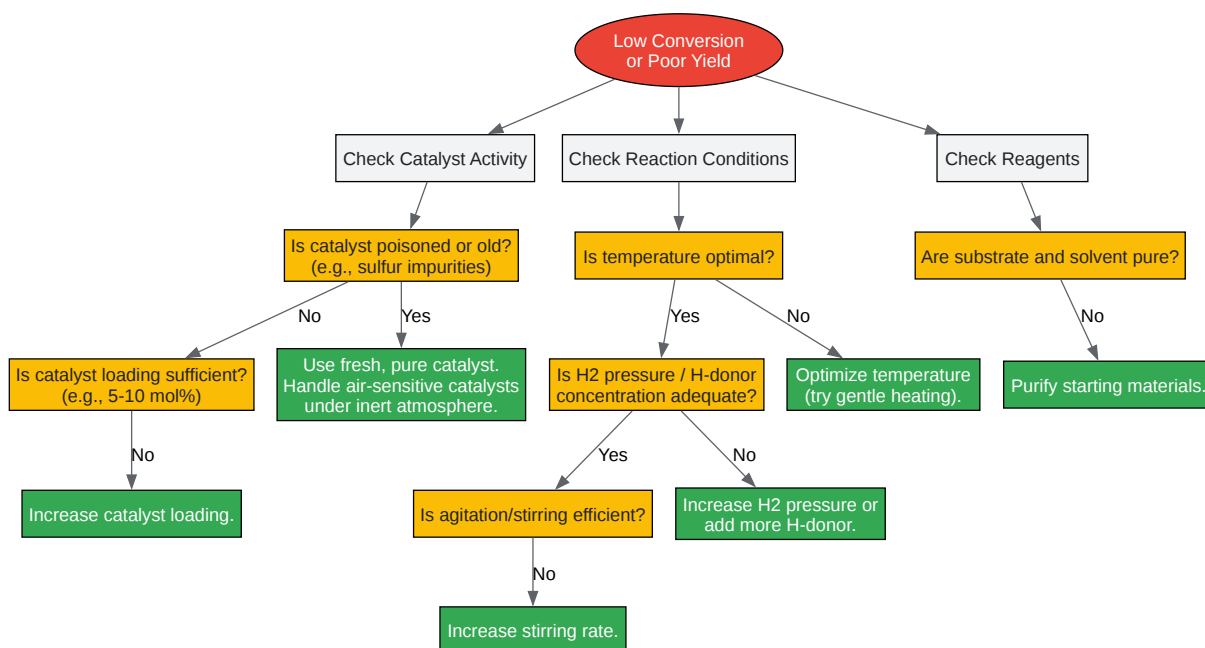 Low Conversion
or Poor Yield
Check Catalyst Activity
Check Reaction Conditions
Check Reagents
Is catalyst poisoned or old?
(e.g., sulfur impurities)
Is temperature optimal?
Are substrate and solvent pure?
No
Yes
Yes
No
No
Is catalyst loading sufficient?
(e.g., 5-10 mol%)
Use fresh, pure catalyst.
Handle air-sensitive catalysts
under inert atmosphere.
Is H2 pressure / H-donor
concentration adequate?
Optimize temperature
(try gentle heating).
Purify starting materials.
No
Yes
No
Increase catalyst loading.
Is agitation/stirring efficient?
Increase H2 pressure or
add more H-donor.
No
Increase stirring rate.